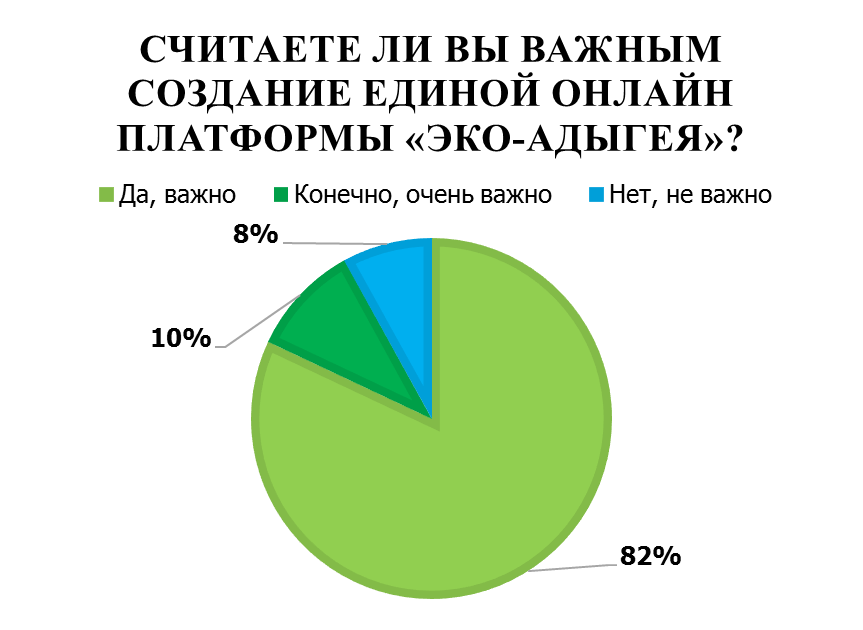 СЧИТАЕТЕ ЛИ ВЫ ВАЖНЫМ
СОЗДАНИЕ ЕДИНОЙ ОНЛАЙН
ПЛАТФОРМЫ «ЭКО-АДЫГЕЯ»?
Да, важно Конечно, очень важно Нет, не важно
8%
10%
82%